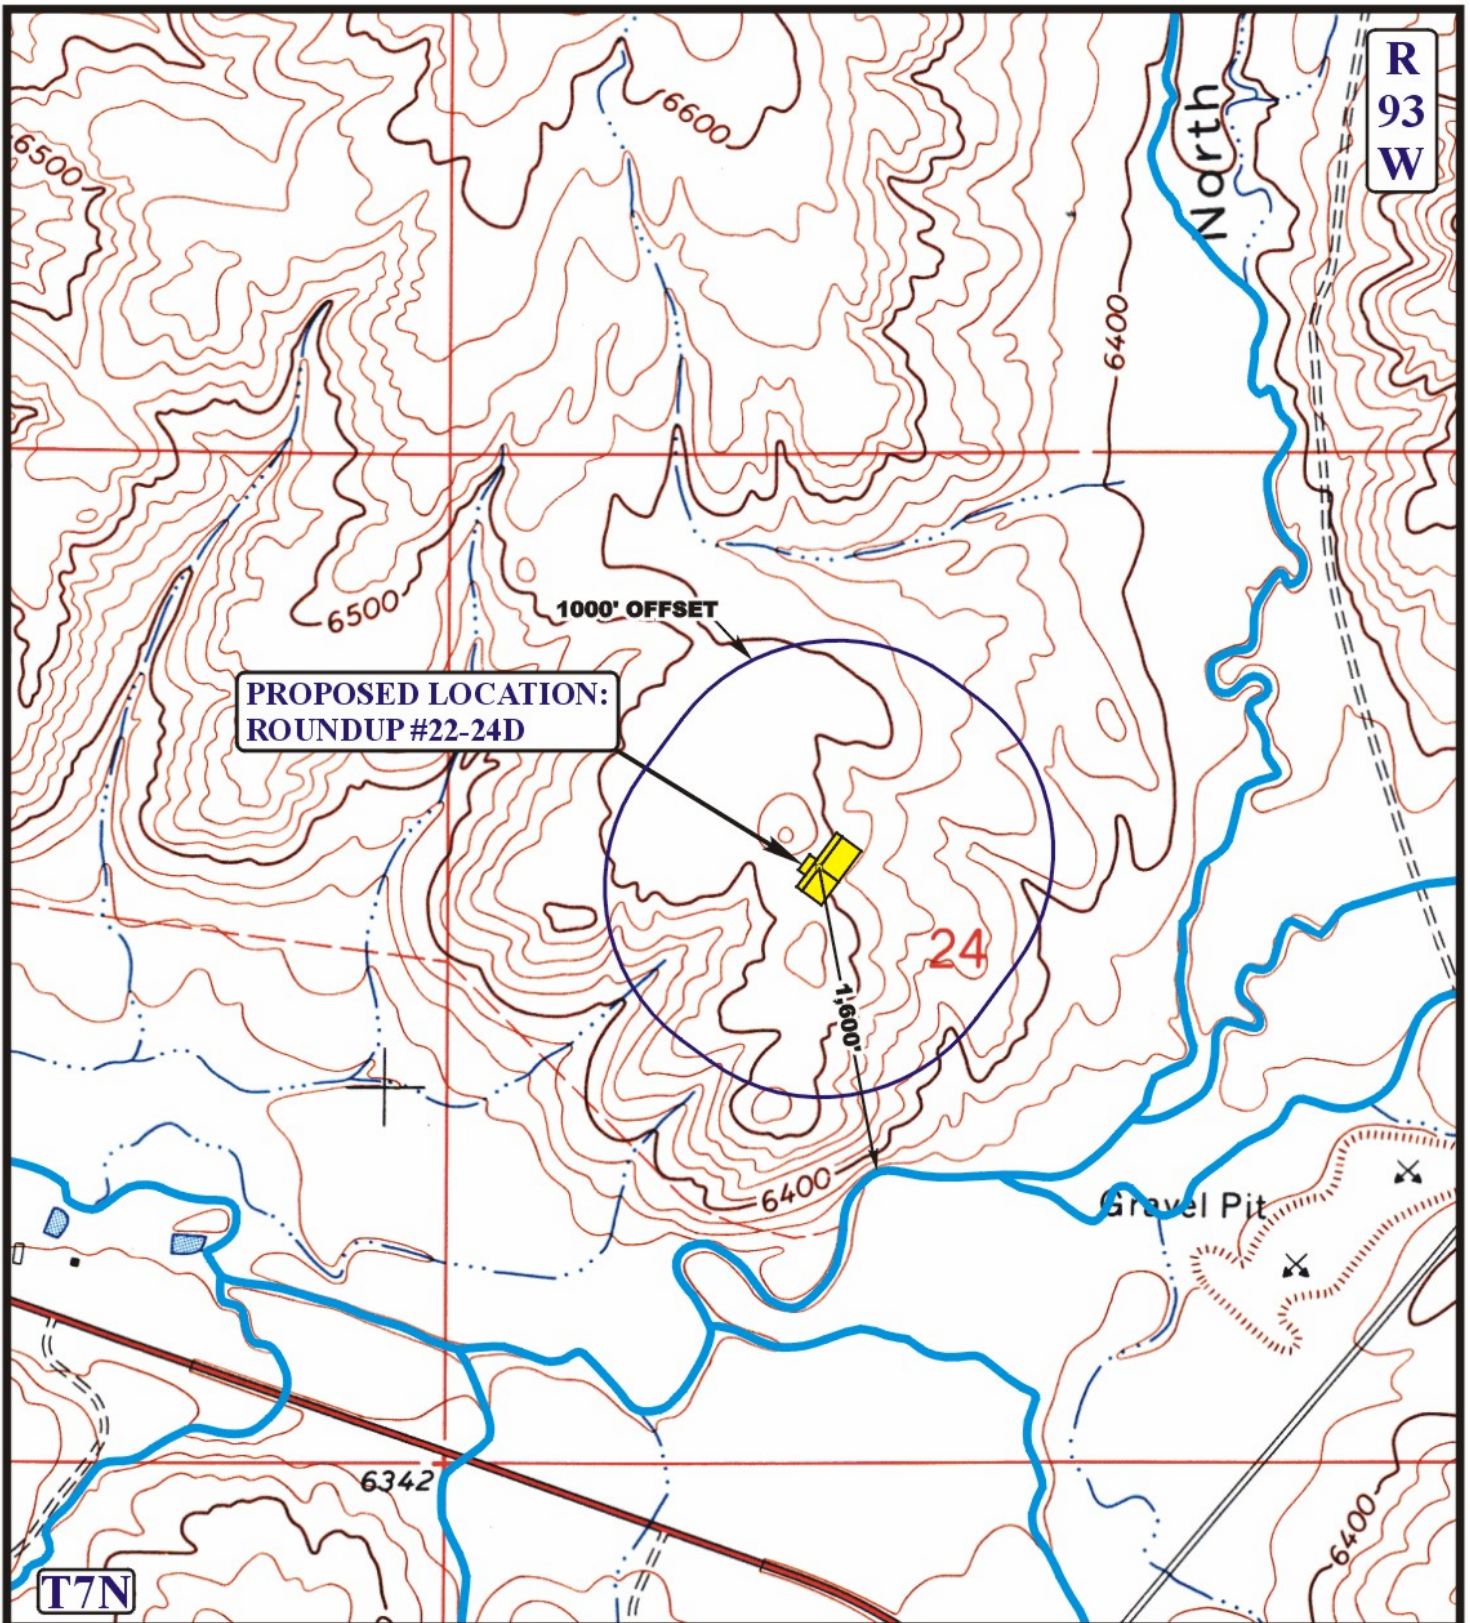 R
93
W
North
6600
6500
6400
6500
1000' OFFSET
PROPOSED LOCATION:
ROUNDUP #22-24D
24
1,600'
6400
Gravel Pit
6342
6400
T7N